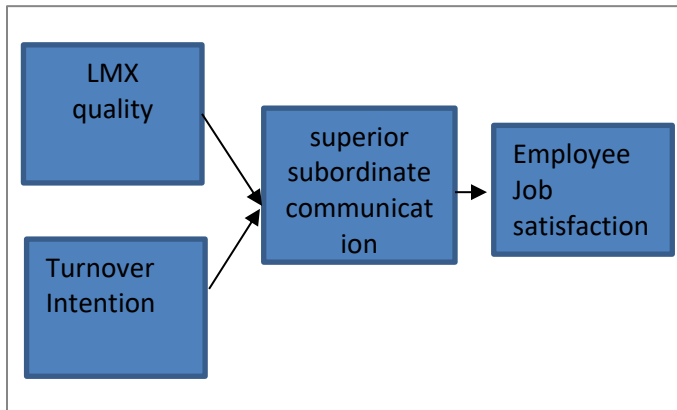 LMX
quality
superior
subordinate
communicat
ion
Employee
Job
satisfaction
Turnover
Intention